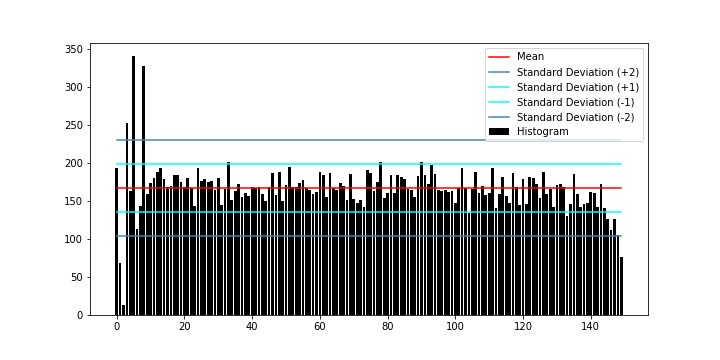 350
300
250
200
150
100
50
0
0 20 40 60 80 100 120 140
Mean
Standard Deviation (+2)
Standard Deviation (+1)
Standard Deviation (-1)
Standard Deviation (-2)
Histogram